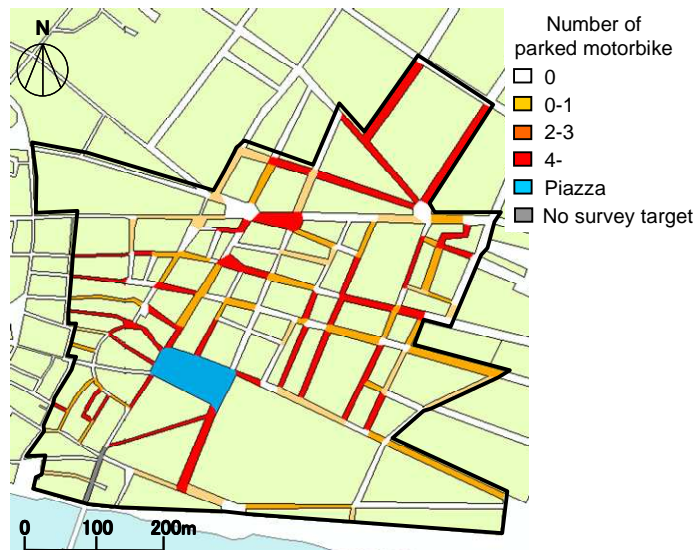 N
Number of
parked motorbike
0
0-1
2-3
4-
Piazza
No survey target
0 100 200m